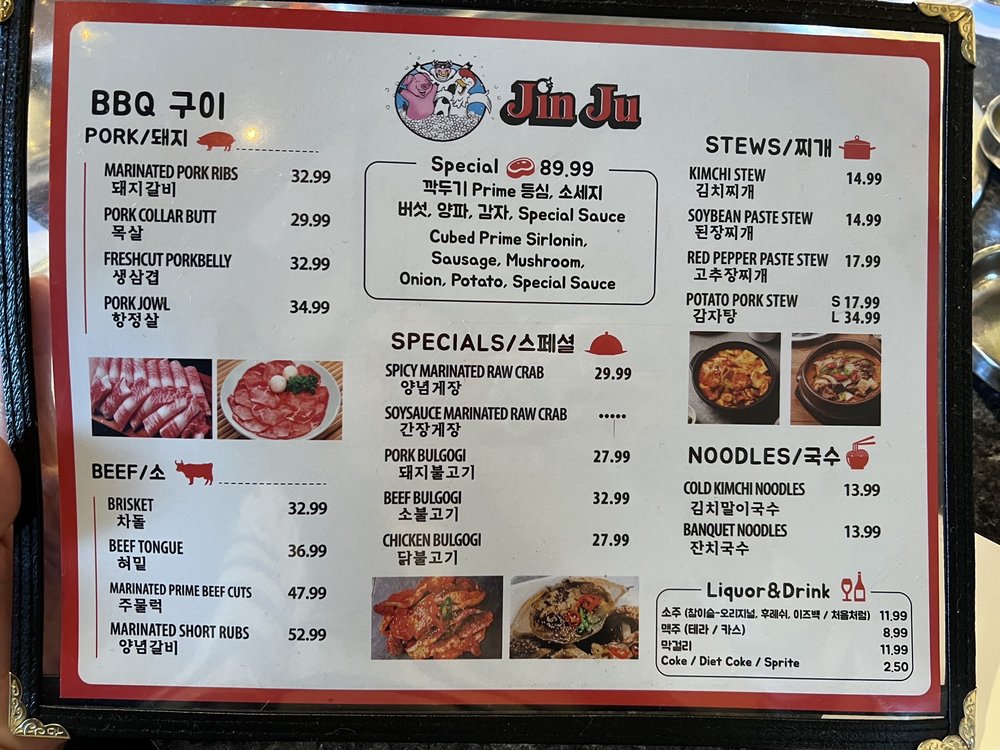 Jin Ju
BBQ 구이
PORK/돼지
MARINATED PORK RIBS 32.99
돼지갈비
PORK COLLAR BUTT 29.99
목살
FRESHCUT PORKBELLY 32.99
생삼겹
PORK JOWL 34.99
항정살
BEEF/소
BRISKET 32.99
차돌
BEEF TONGUE 36.99
혀밑
MARINATED PRIME BEEF CUTS 47.99
주물럭
MARINATED SHORT RUBS 52.99
양념갈비
Special 89.99
깍두기 Prime 등심, 소세지
버섯, 양파, 감자, Special Sauce
Cubed Prime Sirlonin,
Sausage, Mushroom,
Onion, Potato, Special Sauce
SPECIALS/스페셜
SPICY MARINATED RAW CRAB 29.99
양념게장
SOYSAUCE MARINATED RAW CRAB •••••
간장게장
PORK BULGOGI 27.99
돼지불고기
BEEF BULGOGI 32.99
소불고기
CHICKEN BULGOGI 27.99
닭불고기
STEWS/찌개
KIMCHI STEW 14.99
김치찌개
SOYBEAN PASTE STEW 14.99
된장찌개
RED PEPPER PASTE STEW 17.99
고추장찌개
POTATO PORK STEW S 17.99
감자탕 L 34.99
NOODLES/국수
COLD KIMCHI NOODLES 13.99
김치말이국수
BANQUET NOODLES 13.99
잔치국수
Liquor&Drink
소주 (참이슬-오리지널, 후레쉬, 이즈백 / 처음처럼) 11.99
맥주 (테라 / 카스) 8.99
막걸리 11.99
Coke / Diet Coke / Sprite 2.50